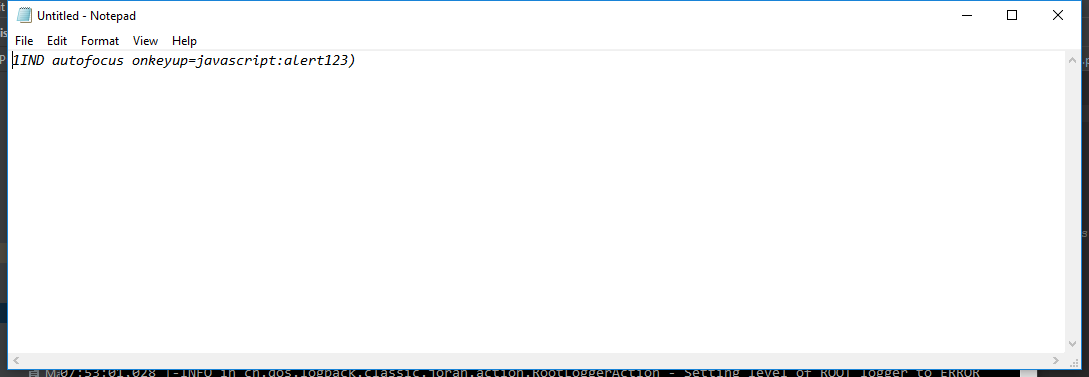 Untitled - Notepad
File Edit Format View Help
1IND autofocus onkeyup=javascript:alert123)
07:53:01.028 |-INFO in ch.qos.logback.classic.joran.action.RootLoggerAction - Setting level of ROOT logger to ERROR